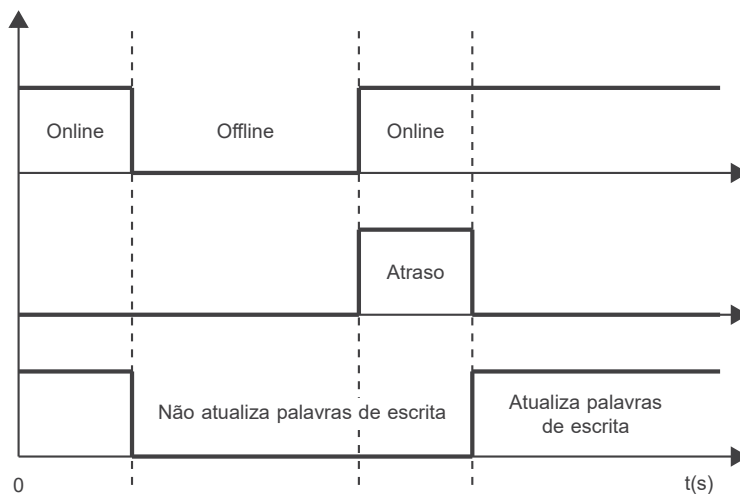 Online
Offline
Online
Atraso
Não atualiza palavras de escrita
Atualiza palavras
de escrita
0
t(s)